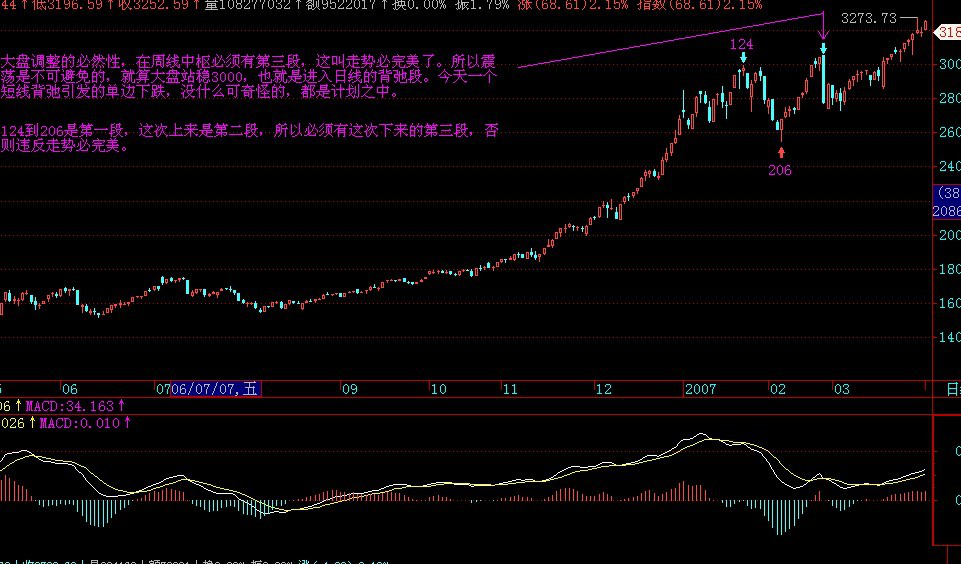 44↑低3196.59↑收3252.59↑量108277032↑额9522017↑换0.00% 振1.79% 涨(68.61)2.15% 指数(68.61)2.15%
3273.73
124
318
大盘调整的必然性，在周线中枢必须有第三段，这叫走势必完美了。所以震
荡是不可避免的，就算大盘站稳3000，也就是进入日线的背弛段。今天一个
短线背弛引发的单边下跌，没什么可奇怪的，都是计划之中。
300
280
124到206是第一段，这次上来是第二段，所以必须有这次下来的第三段，否
则违反走势必完美。
260
206
240
(38
2086
200
180
160
140
06 07 06/07/07,五 09 10 11 12 2007 02 03 日
06↑MACD:34.163↑
026↑MACD:0.010↑
0
0